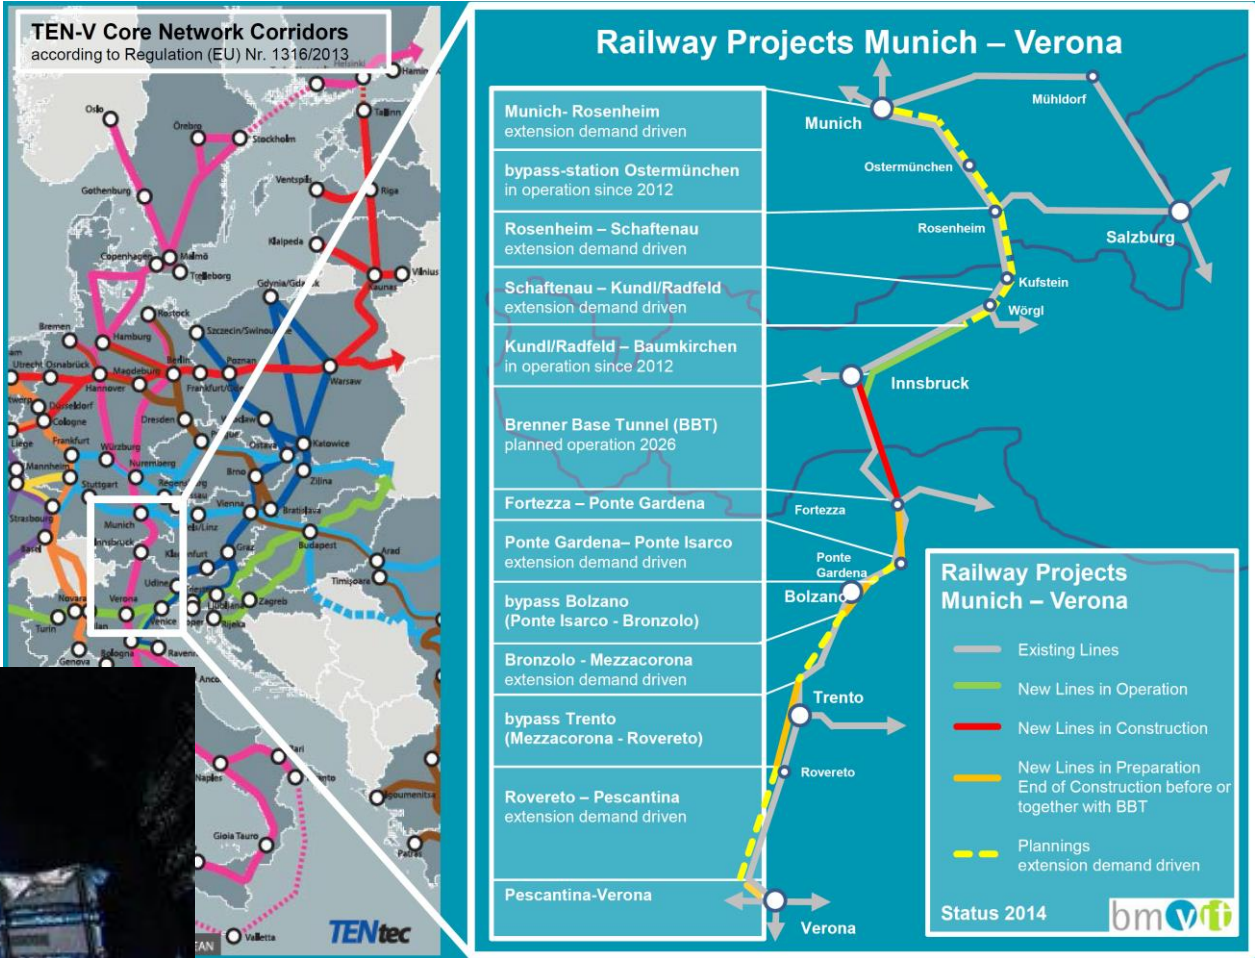 TEN-V Core Network Corridors
according to Regulation (EU) Nr. 1316/2013
Helsinki
Oslo
Örebro
Stockholm
Tallinn
Gothenburg
Ventspils
Riga
Klaipeda
Copenhagen
Malmö
Trelleborg
Vilnius
Kaunas
Gdynia/Gdańsk
Rostock
Bremen
Hamburg
Poznan
Berlin
Warsaw
Utrecht
Osnabrück
Magdeburg
Hannover
Düsseldorf
Cologne
Dresden
Liege
Frankfurt
Würzburg
Katowice
Ostava
Mannheim
Nuremberg
Brno
Zilina
Stuttgart
Strasbourg
Munich
Vienna
Bratislava
Basel
Innsbruck
Graz
Budapest
Arad
Timişoara
Udine
Novara
Verona
Zagreb
Turin
Venice
Rijeka
Genova
Bologna
Naples
Gioia Tauro
Patras
Valletta
TENtec
Railway Projects Munich – Verona
Munich- Rosenheim
extension demand driven
bypass-station Ostermünchen
in operation since 2012
Rosenheim – Schaftenau
extension demand driven
Schaftenau – Kundl/Radfeld
extension demand driven
Kundl/Radfeld – Baumkirchen
in operation since 2012
Brenner Base Tunnel (BBT)
planned operation 2026
Fortezza – Ponte Gardena
Ponte Gardena– Ponte Isarco
extension demand driven
bypass Bolzano
(Ponte Isarco - Bronzolo)
Bronzolo - Mezzacorona
extension demand driven
bypass Trento
(Mezzacorona - Rovereto)
Rovereto – Pescantina
extension demand driven
Pescantina-Verona
Munich
Mühldorf
Ostermünchen
Rosenheim
Salzburg
Kufstein
Wörgl
Innsbruck
Fortezza
Ponte
Gardena
Bolzano
Trento
Rovereto
Verona
Railway Projects
Munich – Verona
Existing Lines
New Lines in Operation
New Lines in Construction
New Lines in Preparation
End of Construction before or
together with BBT
Plannings
extension demand driven
Status 2014
bmvit